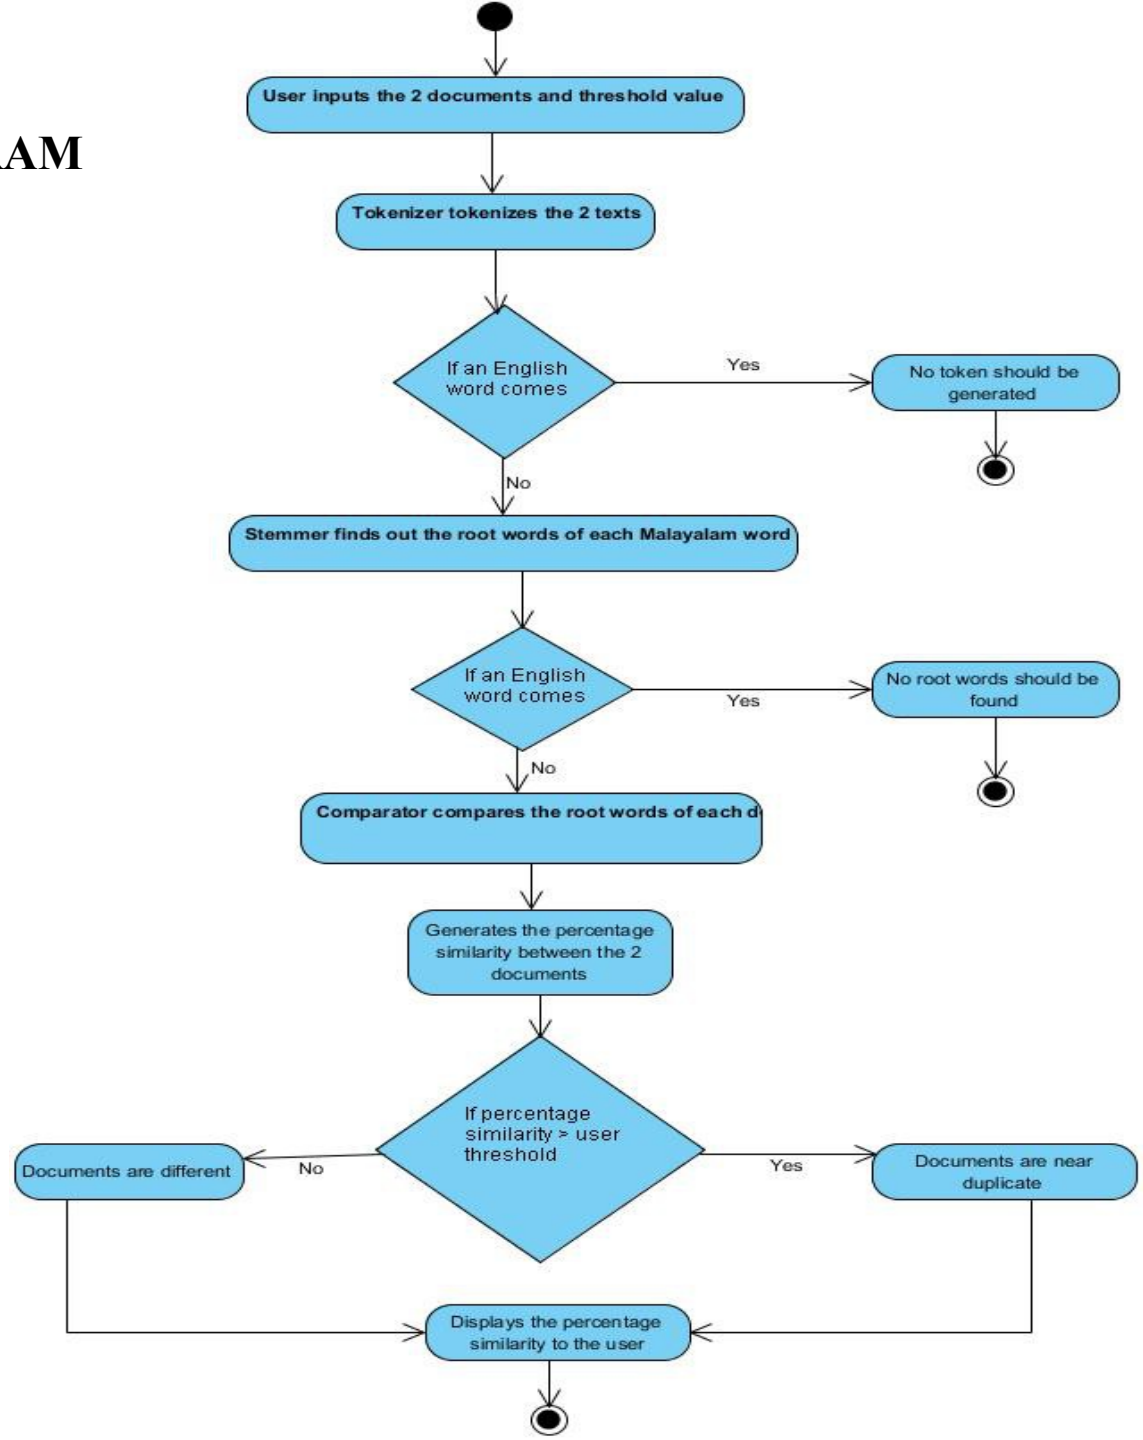 User inputs the 2 documents and threshold value
Tokenizer tokenizes the 2 texts
If an English
word comes
Yes
No token should be
generated
No
Stemmer finds out the root words of each Malayalam word
If an English
word comes
Yes
No root words should be
found
No
Comparator compares the root words of each
Generates the percentage
similarity between the 2
documents
If percentage
similarity > user
threshold
No
Documents are different
Yes
Documents are near
duplicate
Displays the percentage
similarity to the user